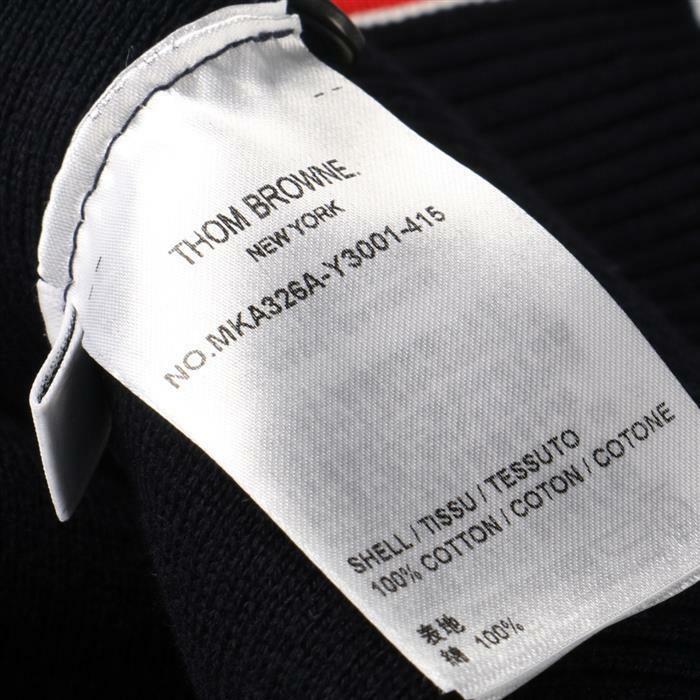 THOM BROWNE.
NEW YORK
NO.MKA326A-Y3001-415
SHELL / TISSU / TESSUTO
100% COTTON / COTON / COTONE
表地
綿 100%